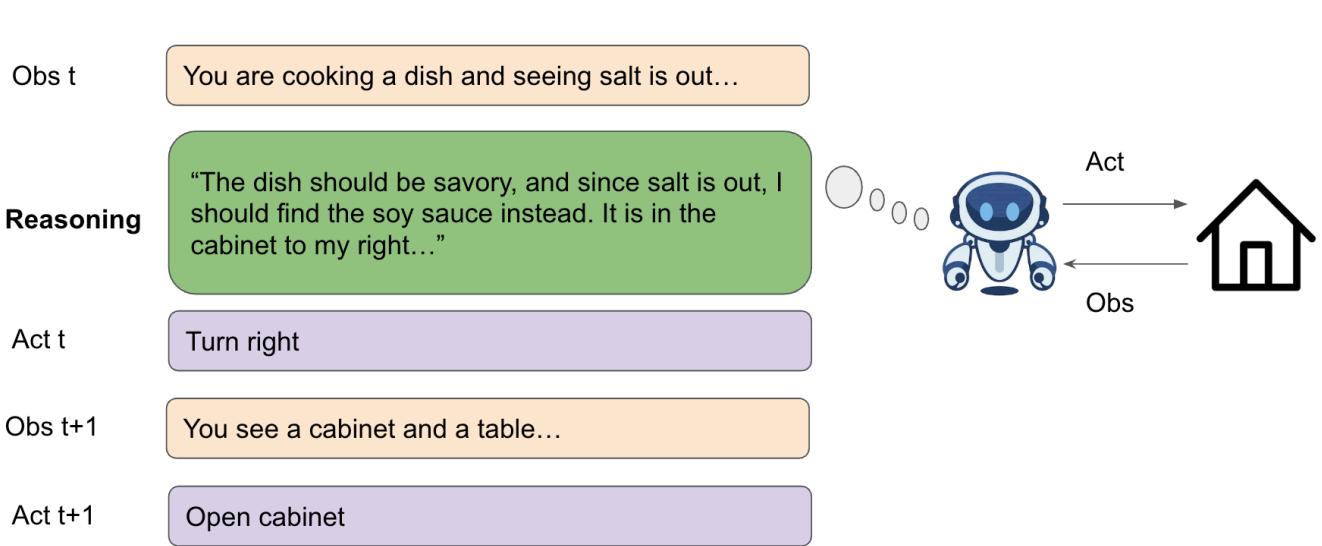 Obs t
You are cooking a dish and seeing salt is out…
Reasoning
“The dish should be savory, and since salt is out, I
should find the soy sauce instead. It is in the
cabinet to my right…”
Act t
Turn right
Obs t+1
You see a cabinet and a table…
Act t+1
Open cabinet
Act
Obs